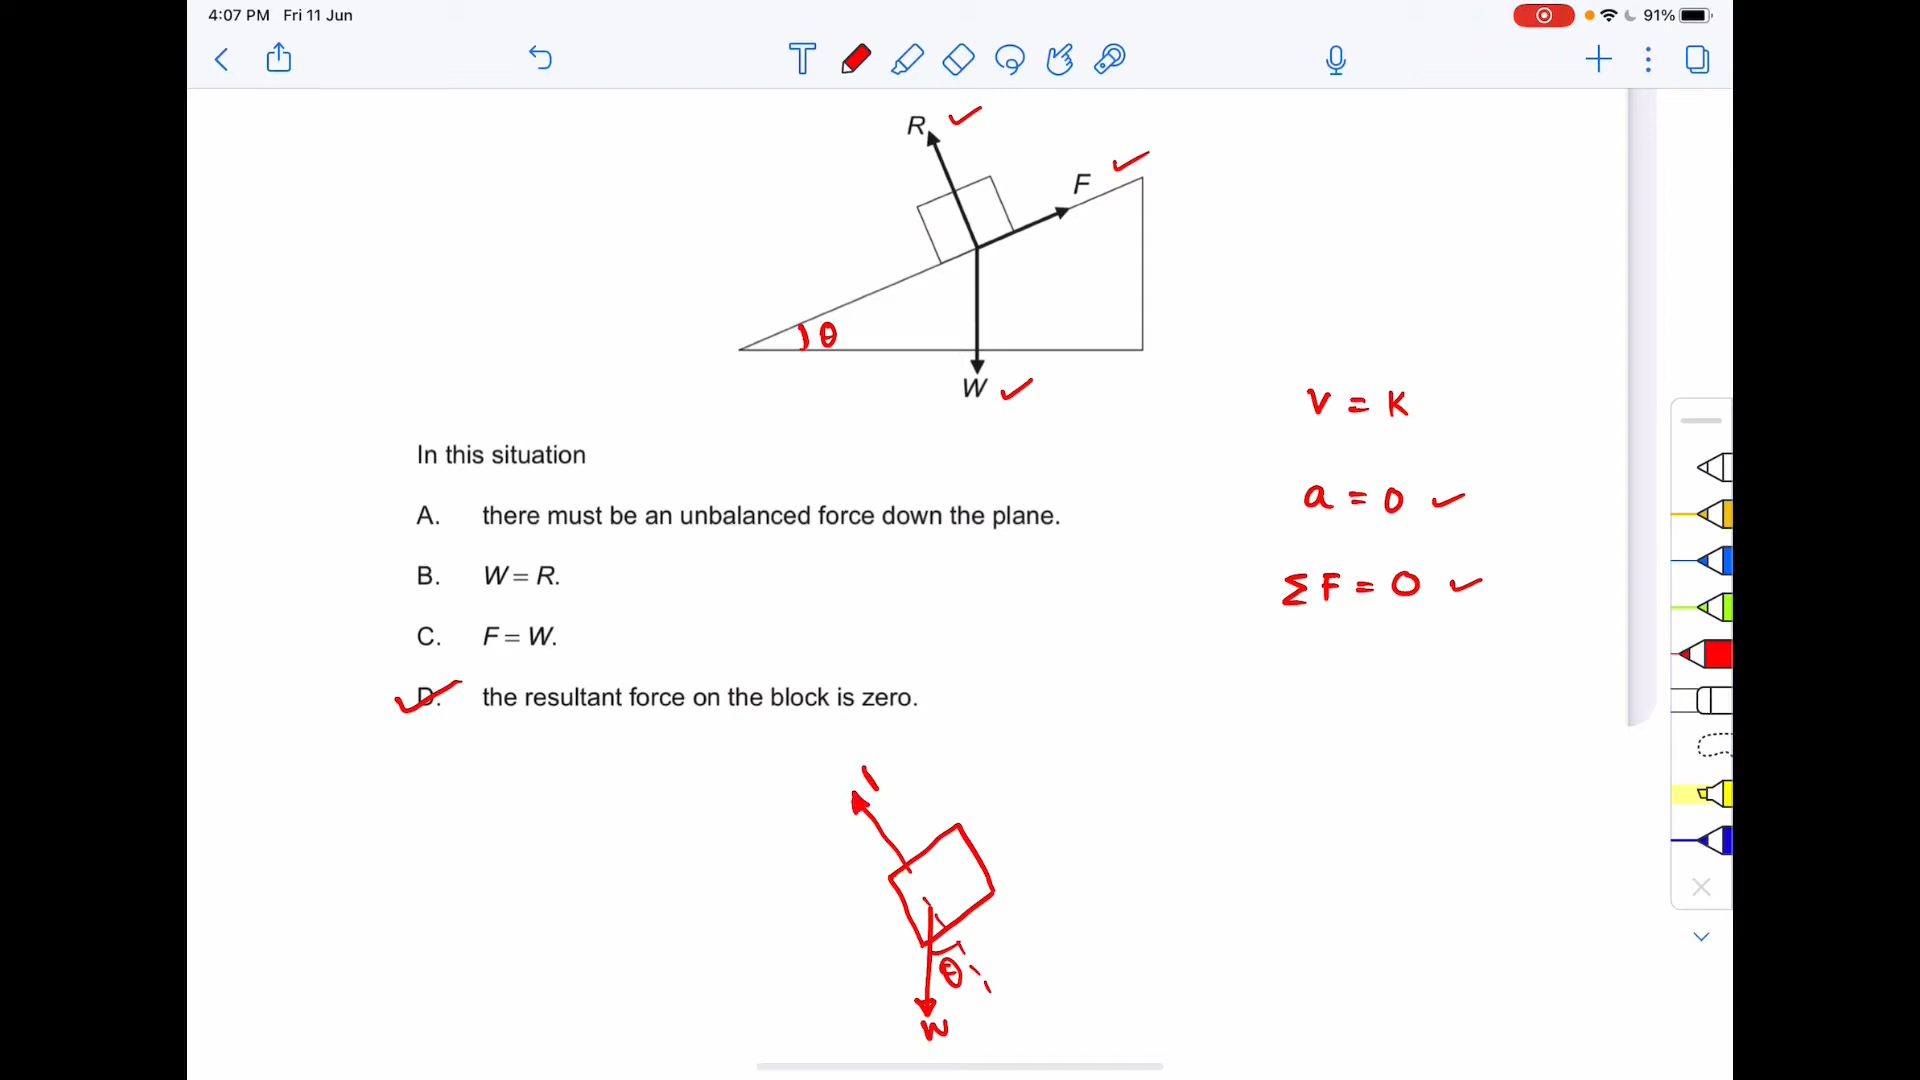 4:07 PM Fri 11 Jun
91%
T
R
F
θ
W
V = K
In this situation
a = 0
A. there must be an unbalanced force down the plane.
B. W = R.
Σ F = 0
C. F = W.
D. the resultant force on the block is zero.
θ
W